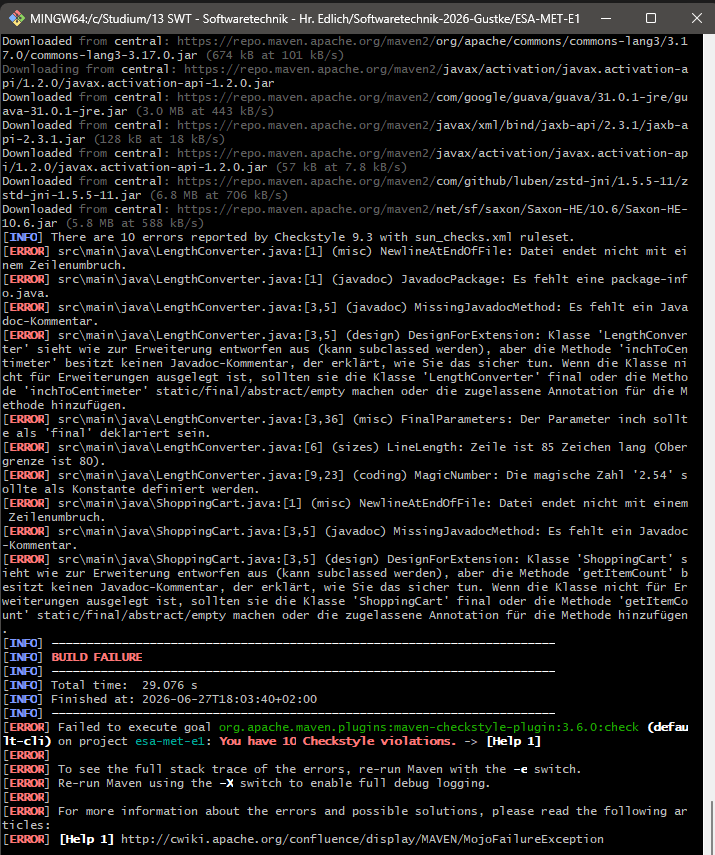 MINGW64:/c/Studium/13 SWT - Softwaretechnik - Hr. Edlich/Softwaretechnik-2026-Gustke/ESA-MET-E1
Downloaded from central: https://repo.maven.apache.org/maven2/org/apache/commons/commons-lang3/3.1
7.0/commons-lang3-3.17.0.jar (674 kB at 101 kB/s)
Downloading from central: https://repo.maven.apache.org/maven2/javax/activation/javax.activation-a
pi/1.2.0/javax.activation-api-1.2.0.jar
Downloaded from central: https://repo.maven.apache.org/maven2/com/google/guava/guava/31.0.1-jre/gu
ava-31.0.1-jre.jar (3.0 MB at 443 kB/s)
Downloaded from central: https://repo.maven.apache.org/maven2/javax/xml/bind/jaxb-api/2.3.1/jaxb-a
pi-2.3.1.jar (128 kB at 18 kB/s)
Downloaded from central: https://repo.maven.apache.org/maven2/javax/activation/javax.activation-ap
i/1.2.0/javax.activation-api-1.2.0.jar (57 kB at 7.8 kB/s)
Downloaded from central: https://repo.maven.apache.org/maven2/com/github/luben/zstd-jni/1.5.5-11/z
std-jni-1.5.5-11.jar (6.8 MB at 706 kB/s)
Downloaded from central: https://repo.maven.apache.org/maven2/net/sf/saxon/Saxon-HE/10.6/Saxon-HE-
10.6.jar (5.8 MB at 588 kB/s)
[INFO] There are 10 errors reported by Checkstyle 9.3 with sun_checks.xml ruleset.
[ERROR] src\main\java\LengthConverter.java:[1] (misc) NewlineAtEndOfFile: Datei endet nicht mit ei
nem Zeilenumbruch.
[ERROR] src\main\java\LengthConverter.java:[1] (javadoc) JavadocPackage: Es fehlt eine package-inf
o.java.
[ERROR] src\main\java\LengthConverter.java:[3,5] (javadoc) MissingJavadocMethod: Es fehlt ein Java
doc-Kommentar.
[ERROR] src\main\java\LengthConverter.java:[3,5] (design) DesignForExtension: Klasse 'LengthConver
ter' sieht wie zur Erweiterung entworfen aus (kann subclassed werden), aber die Methode 'inchToCen
timeter' besitzt keinen Javadoc-Kommentar, der erklärt, wie Sie das sicher tun. Wenn die Klasse ni
cht für Erweiterungen ausgelegt ist, sollten sie die Klasse 'LengthConverter' final oder die Metho
de 'inchToCentimeter' static/final/abstract/empty machen oder die zugelassene Annotation für die M
ethode hinzufügen.
[ERROR] src\main\java\LengthConverter.java:[3,36] (misc) FinalParameters: Der Parameter inch sollt
e als 'final' deklariert sein.
[ERROR] src\main\java\LengthConverter.java:[6] (sizes) LineLength: Zeile ist 85 Zeichen lang (Ober
grenze ist 80).
[ERROR] src\main\java\LengthConverter.java:[9,23] (coding) MagicNumber: Die magische Zahl '2.54' s
ollte als Konstante definiert werden.
[ERROR] src\main\java\ShoppingCart.java:[1] (misc) NewlineAtEndOfFile: Datei endet nicht mit einem
 Zeilenumbruch.
[ERROR] src\main\java\ShoppingCart.java:[3,5] (javadoc) MissingJavadocMethod: Es fehlt ein Javadoc
-Kommentar.
[ERROR] src\main\java\ShoppingCart.java:[3,5] (design) DesignForExtension: Klasse 'ShoppingCart' s
ieht wie zur Erweiterung entworfen aus (kann subclassed werden), aber die Methode 'getItemCount' b
esitzt keinen Javadoc-Kommentar, der erklärt, wie Sie das sicher tun. Wenn die Klasse nicht für Er
weiterungen ausgelegt ist, sollten sie die Klasse 'ShoppingCart' final oder die Methode 'getItemCo
unt' static/final/abstract/empty machen oder die zugelassene Annotation für die Methode hinzufügen
.
[INFO] ------------------------------------------------------------------------
[INFO] BUILD FAILURE
[INFO] ------------------------------------------------------------------------
[INFO] Total time:  29.076 s
[INFO] Finished at: 2026-06-27T18:03:40+02:00
[INFO] ------------------------------------------------------------------------
[ERROR] Failed to execute goal org.apache.maven.plugins:maven-checkstyle-plugin:3.6.0:check (defau
lt-cli) on project esa-met-e1: You have 10 Checkstyle violations. -> [Help 1]
[ERROR]
[ERROR] To see the full stack trace of the errors, re-run Maven with the -e switch.
[ERROR] Re-run Maven using the -X switch to enable full debug logging.
[ERROR]
[ERROR] For more information about the errors and possible solutions, please read the following ar
ticles:
[ERROR] [Help 1] http://cwiki.apache.org/confluence/display/MAVEN/MojoFailureException